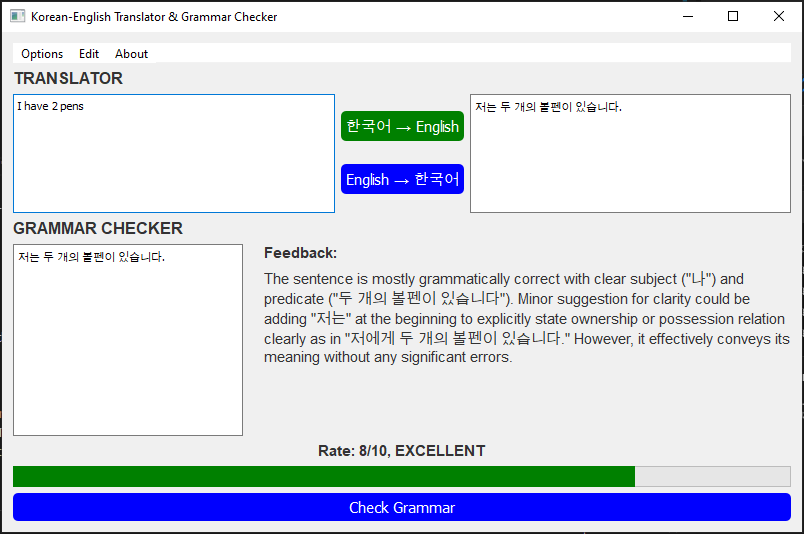 Korean-English Translator & Grammar Checker
Options Edit About
TRANSLATOR
I have 2 pens
한국어 → English
English → 한국어
저는 두 개의 볼펜이 있습니다.
GRAMMAR CHECKER
저는 두 개의 볼펜이 있습니다.
Feedback:
The sentence is mostly grammatically correct with clear subject ("나") and
predicate ("두 개의 볼펜이 있습니다"). Minor suggestion for clarity could be
adding "저는" at the beginning to explicitly state ownership or possession relation
clearly as in "저에게 두 개의 볼펜이 있습니다." However, it effectively conveys its
meaning without any significant errors.
Rate: 8/10, EXCELLENT
Check Grammar